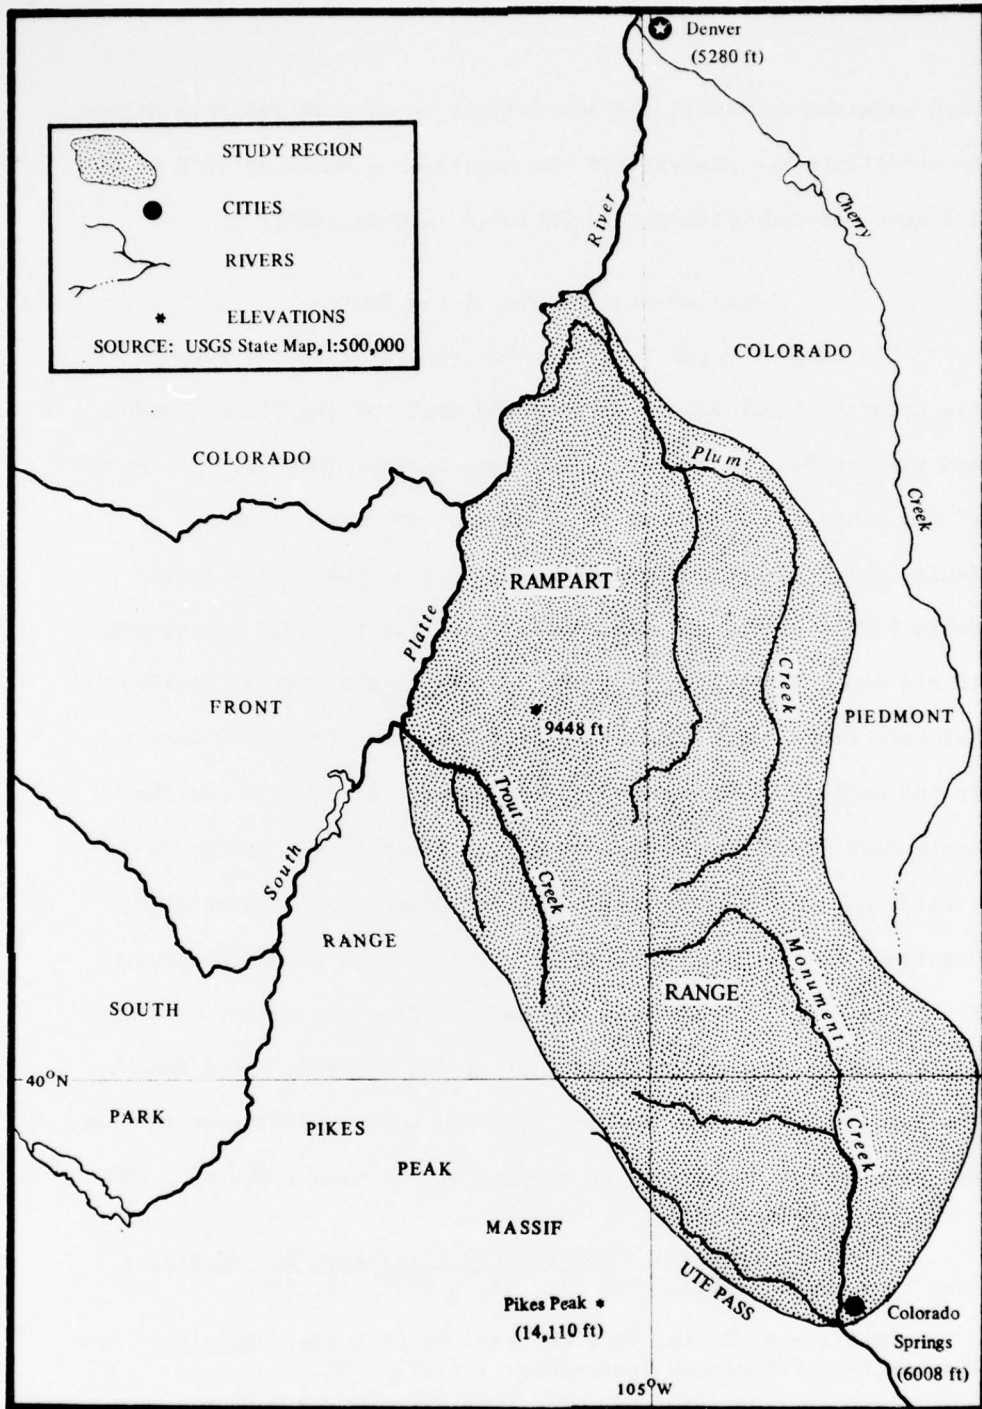 Denver
(5280 ft)
STUDY REGION
CITIES
RIVERS
ELEVATIONS
SOURCE: USGS State Map, 1:500,000
River
Cherry
Creek
COLORADO
PIEDMONT
COLORADO
FRONT
RANGE
Plum
Creek
RAMPART
RANGE
Platte
South
9448 ft
Trout
Creek
Monument
Creek
SOUTH
PARK
40°N
PIKES
PEAK
MASSIF
UTE PASS
Pikes Peak
(14,110 ft)
Colorado
Springs
(6008 ft)
105°W